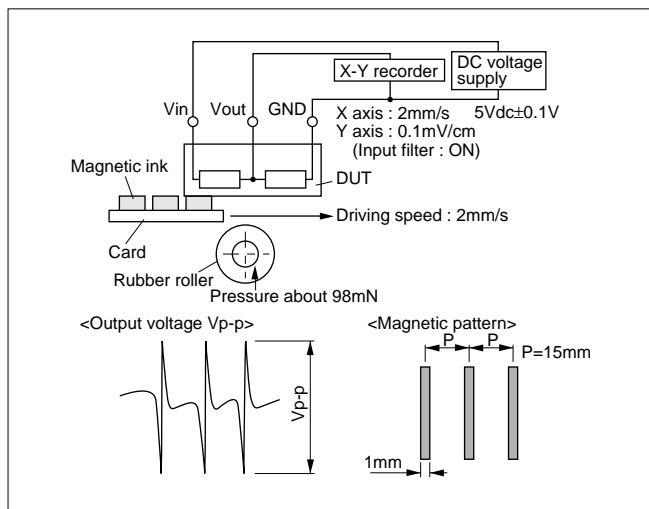 DC voltage
supply
X-Y recorder
Vin
Vout
GND
X axis : 2mm/s
Y axis : 0.1mV/cm
(Input filter : ON)
5Vdc±0.1V
Magnetic ink
DUT
Driving speed : 2mm/s
Card
Rubber roller
Pressure about 98mN
<Output voltage Vp-p>
<Magnetic pattern>
P
P
P=15mm
Vp-p
1mm